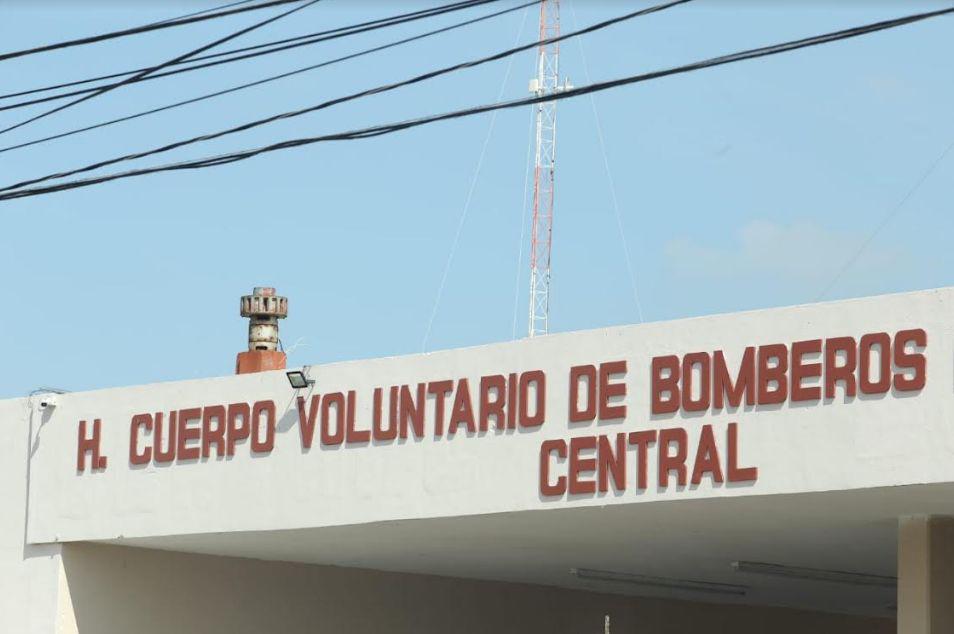 H. CUERPO VOLUNTARIO DE BOMBEROS
CENTRAL